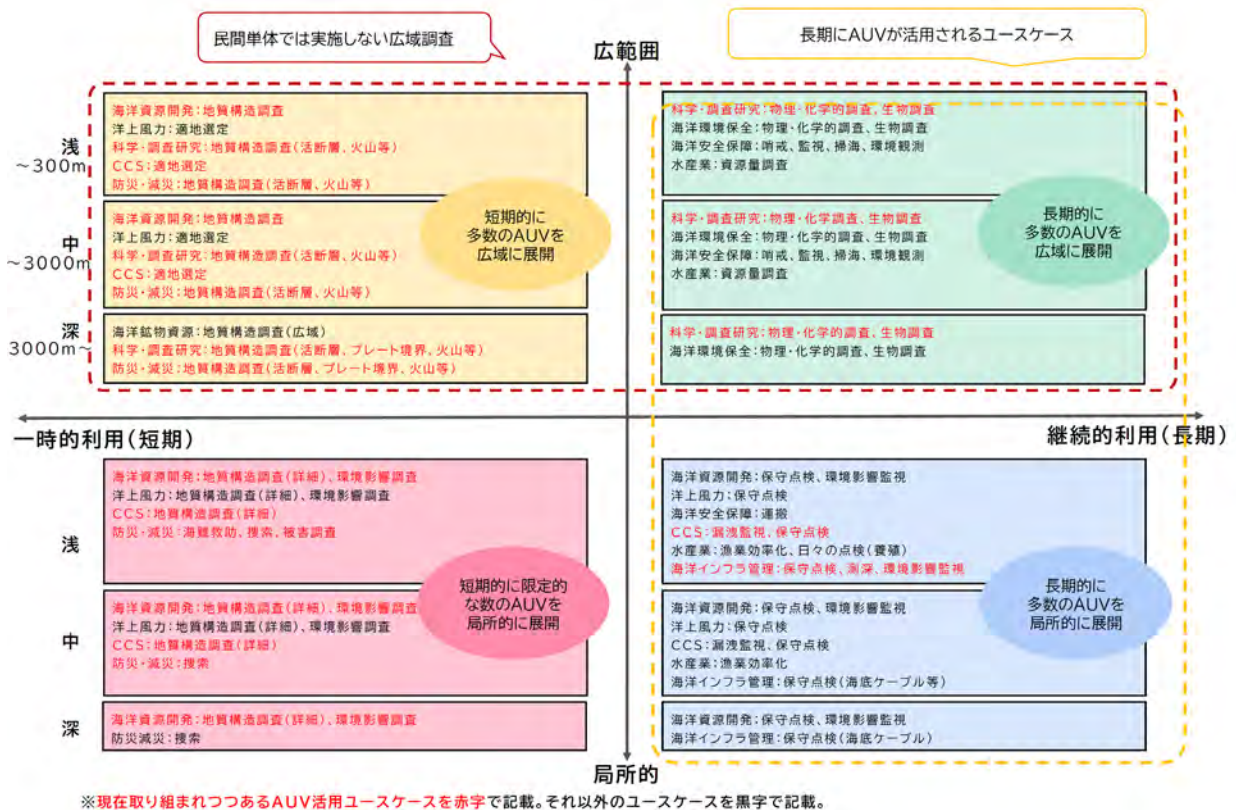 民間単体では実施しない広域調査
長期にAUVが活用されるユースケース
広範囲
浅
～300m
海洋資源開発：地質構造調査
洋上風力：適地選定
科学・調査研究：地質構造調査（活断層、火山等）
CCS：適地選定
防災・減災：地質構造調査（活断層、火山等）
中
～3000m
海洋資源開発：地質構造調査
洋上風力：適地選定
科学・調査研究：地質構造調査（活断層、火山等）
CCS：適地選定
防災・減災：地質構造調査（活断層、火山等）
深
3000m～
海洋鉱物資源：地質構造調査（広域）
科学・調査研究：地質構造調査（活断層、プレート境界、火山等）
防災・減災：地質構造調査（活断層、プレート境界、火山等）
短期的に
多数のAUVを
広域に展開
科学・調査研究：物理・化学的調査、生物調査
海洋環境保全：物理・化学的調査、生物調査
海洋安全保障：哨戒、監視、掃海、環境観測
水産業：資源量調査
科学・調査研究：物理・化学調査、生物調査
海洋環境保全：物理・化学的調査、生物調査
海洋安全保障：哨戒、監視、掃海、環境観測
水産業：資源量調査
科学・調査研究：物理・化学的調査、生物調査
海洋環境保全：物理・化学的調査、生物調査
長期的に
多数のAUVを
広域に展開
一時的利用（短期）
継続的利用（長期）
浅
海洋資源開発：地質構造調査（詳細）、環境影響調査
洋上風力：地質構造調査（詳細）、環境影響調査
CCS：地質構造調査（詳細）
防災・減災：海難救助、捜索、被害調査
中
海洋資源開発：地質構造調査（詳細）、環境影響調査
洋上風力：地質構造調査（詳細）、環境影響調査
CCS：地質構造調査（詳細）
防災・減災：捜索
深
海洋資源開発：地質構造調査（詳細）、環境影響調査
防災減災：捜索
短期的に限定的
な数のAUVを
局所的に展開
海洋資源開発：保守点検、環境影響監視
洋上風力：保守点検
海洋安全保障：運搬
CCS：漏洩監視、保守点検
水産業：漁業効率化、日々の点検（養殖）
海洋インフラ管理：保守点検、測深、環境影響監視
海洋資源開発：保守点検、環境影響監視
洋上風力：保守点検
CCS：漏洩監視、保守点検
水産業：漁業効率化
海洋インフラ管理：保守点検（海底ケーブル等）
海洋資源開発：保守点検、環境影響監視
海洋インフラ管理：保守点検（海底ケーブル）
長期的に
多数のAUVを
局所的に展開
局所的
※現在取り組まれつつあるAUV活用ユースケースを赤字で記載。それ以外のユースケースを黒字で記載。